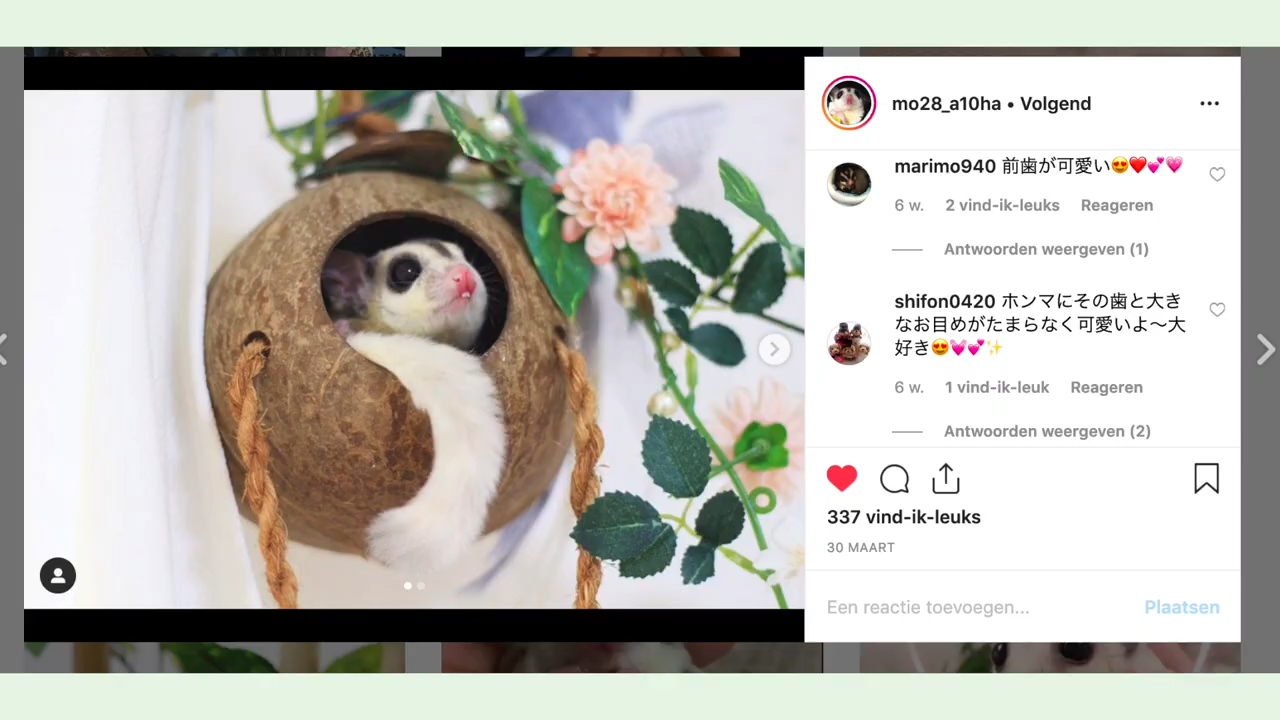 mo28_a10ha • Volgend
marimo940 前歯が可愛い😍❤️💕💗
6 w. 2 vind-ik-leuks Reageren
Antwoorden weergeven (1)
shifon0420 ホンマにその歯と大き
なお目めがたまらなく可愛いよ〜大
好き😍💓💕✨
6 w. 1 vind-ik-leuk Reageren
Antwoorden weergeven (2)
337 vind-ik-leuks
30 MAART
Een reactie toevoegen... Plaatsen